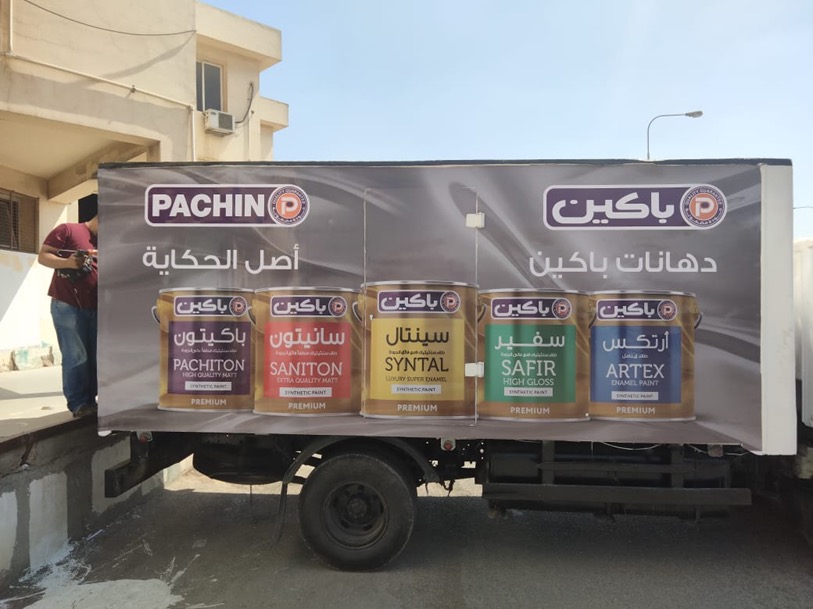 PACHIN
باكين
أصل الحكاية
دهانات باكين
باكين
باكيتون
PACHITON
HIGH QUALITY MATT
SYNTHETIC PAINT
PREMIUM
باكين
سانيتون
SANITON
EXTRA QUALITY MATT
SYNTHETIC PAINT
PREMIUM
باكين
سينتال
SYNTAL
LUXURY SUPER ENAMEL
SYNTHETIC PAINT
PREMIUM
باكين
سفير
SAFIR
HIGH GLOSS
SYNTHETIC PAINT
PREMIUM
باكين
أرتكس
ARTEX
ENAMEL PAINT
SYNTHETIC PAINT
PREMIUM